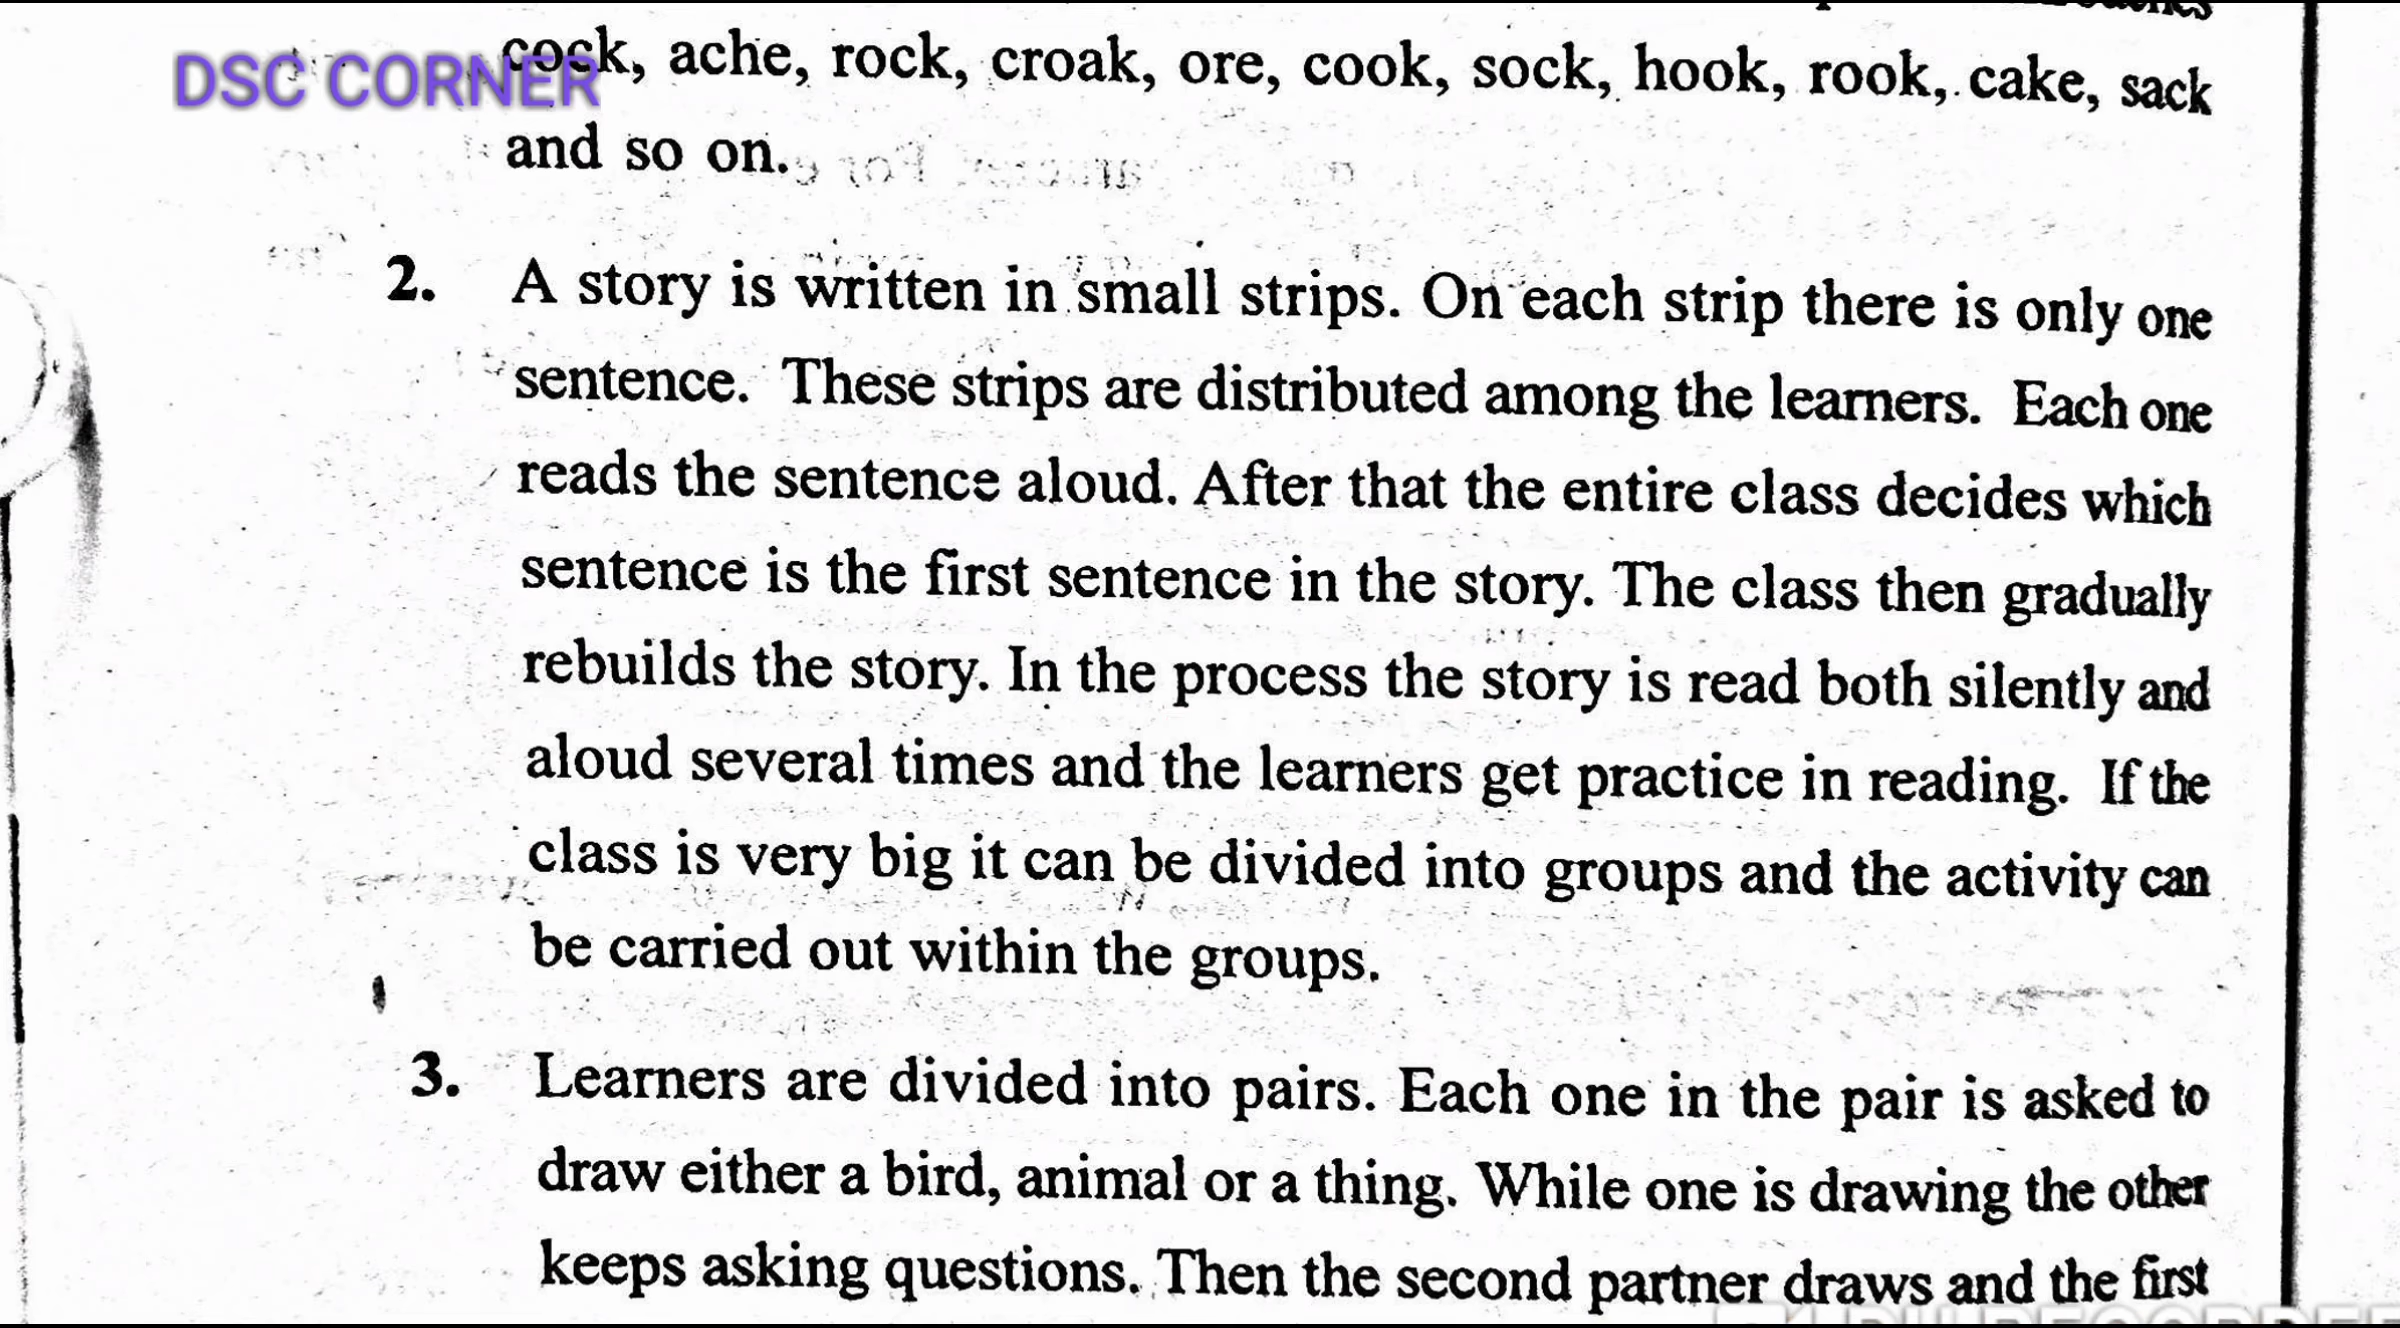 cock, ache, rock, croak, ore, cook, sock, hook, rook, cake, sack
DSC CORNER
and so on.
2. A story is written in small strips. On each strip there is only one
sentence. These strips are distributed among the learners. Each one
reads the sentence aloud. After that the entire class decides which
sentence is the first sentence in the story. The class then gradually
rebuilds the story. In the process the story is read both silently and
aloud several times and the learners get practice in reading. If the
class is very big it can be divided into groups and the activity can
be carried out within the groups.
3. Learners are divided into pairs. Each one in the pair is asked to
draw either a bird, animal or a thing. While one is drawing the other
keeps asking questions. Then the second partner draws and the first